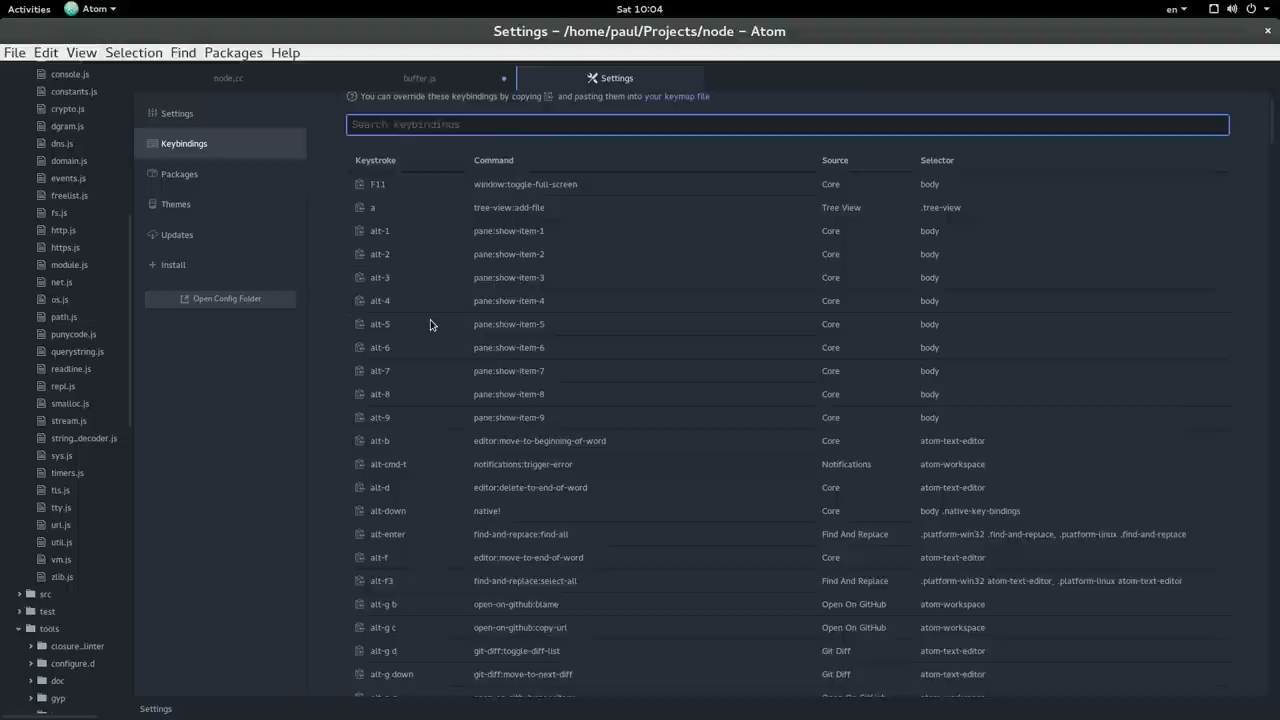 Activities Atom Sat 10:04 en
Settings – /home/paul/Projects/node – Atom ×
File Edit View Selection Find Packages Help
console.js
constants.js
crypto.js
dgram.js
dns.js
domain.js
events.js
freelist.js
fs.js
http.js
https.js
module.js
net.js
os.js
path.js
punycode.js
querystring.js
readline.js
repl.js
smalloc.js
stream.js
string_decoder.js
sys.js
timers.js
tls.js
tty.js
url.js
util.js
vm.js
zlib.js
src
test
tools
closure_linter
configure.d
doc
gyp
node.cc buffer.js Settings
Settings
Keybindings
Packages
Themes
Updates
+ Install
Open Config Folder
You can override these keybindings by copying and pasting them into your keymap file
Search keybindings
Keystroke Command Source Selector
F11 window:toggle-full-screen Core body
a tree-view:add-file Tree View .tree-view
alt-1 pane:show-item-1 Core body
alt-2 pane:show-item-2 Core body
alt-3 pane:show-item-3 Core body
alt-4 pane:show-item-4 Core body
alt-5 pane:show-item-5 Core body
alt-6 pane:show-item-6 Core body
alt-7 pane:show-item-7 Core body
alt-8 pane:show-item-8 Core body
alt-9 pane:show-item-9 Core body
alt-b editor:move-to-beginning-of-word Core atom-text-editor
alt-cmd-t notifications:trigger-error Notifications atom-workspace
alt-d editor:delete-to-end-of-word Core atom-text-editor
alt-down native! Core body .native-key-bindings
alt-enter find-and-replace:find-all Find And Replace .platform-win32 .find-and-replace, .platform-linux .find-and-replace
alt-f editor:move-to-end-of-word Core atom-text-editor
alt-f3 find-and-replace:select-all Find And Replace .platform-win32 atom-text-editor, .platform-linux atom-text-editor
alt-g b open-on-github:blame Open On GitHub atom-workspace
alt-g c open-on-github:copy-url Open On GitHub atom-workspace
alt-g d git-diff:toggle-diff-list Git Diff atom-text-editor
alt-g down git-diff:move-to-next-diff Git Diff atom-text-editor
Settings